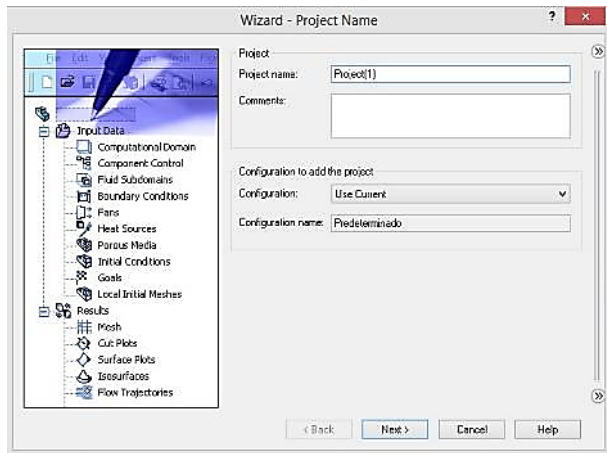 Wizard - Project Name
?
Project
Project name: Project(1)
Comments:
Configuration to add the project
Configuration: Use Current
Configuration name: Predeterminado
Input Data
Computational Domain
Component Control
Fluid Subdomains
Boundary Conditions
Fans
Heat Sources
Porous Media
Initial Conditions
Goals
Local Initial Meshes
Results
Mesh
Cut Plots
Surface Plots
Isosurfaces
Flow Trajectories
< Back
Next >
Cancel
Help